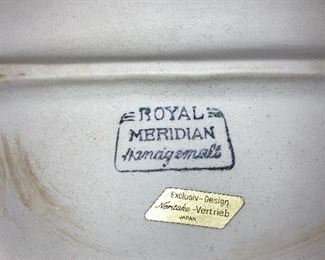 ROYAL
MERIDIAN
Handgemalt
Exclusiv-Design
Noritake-Vertrieb
JAPAN